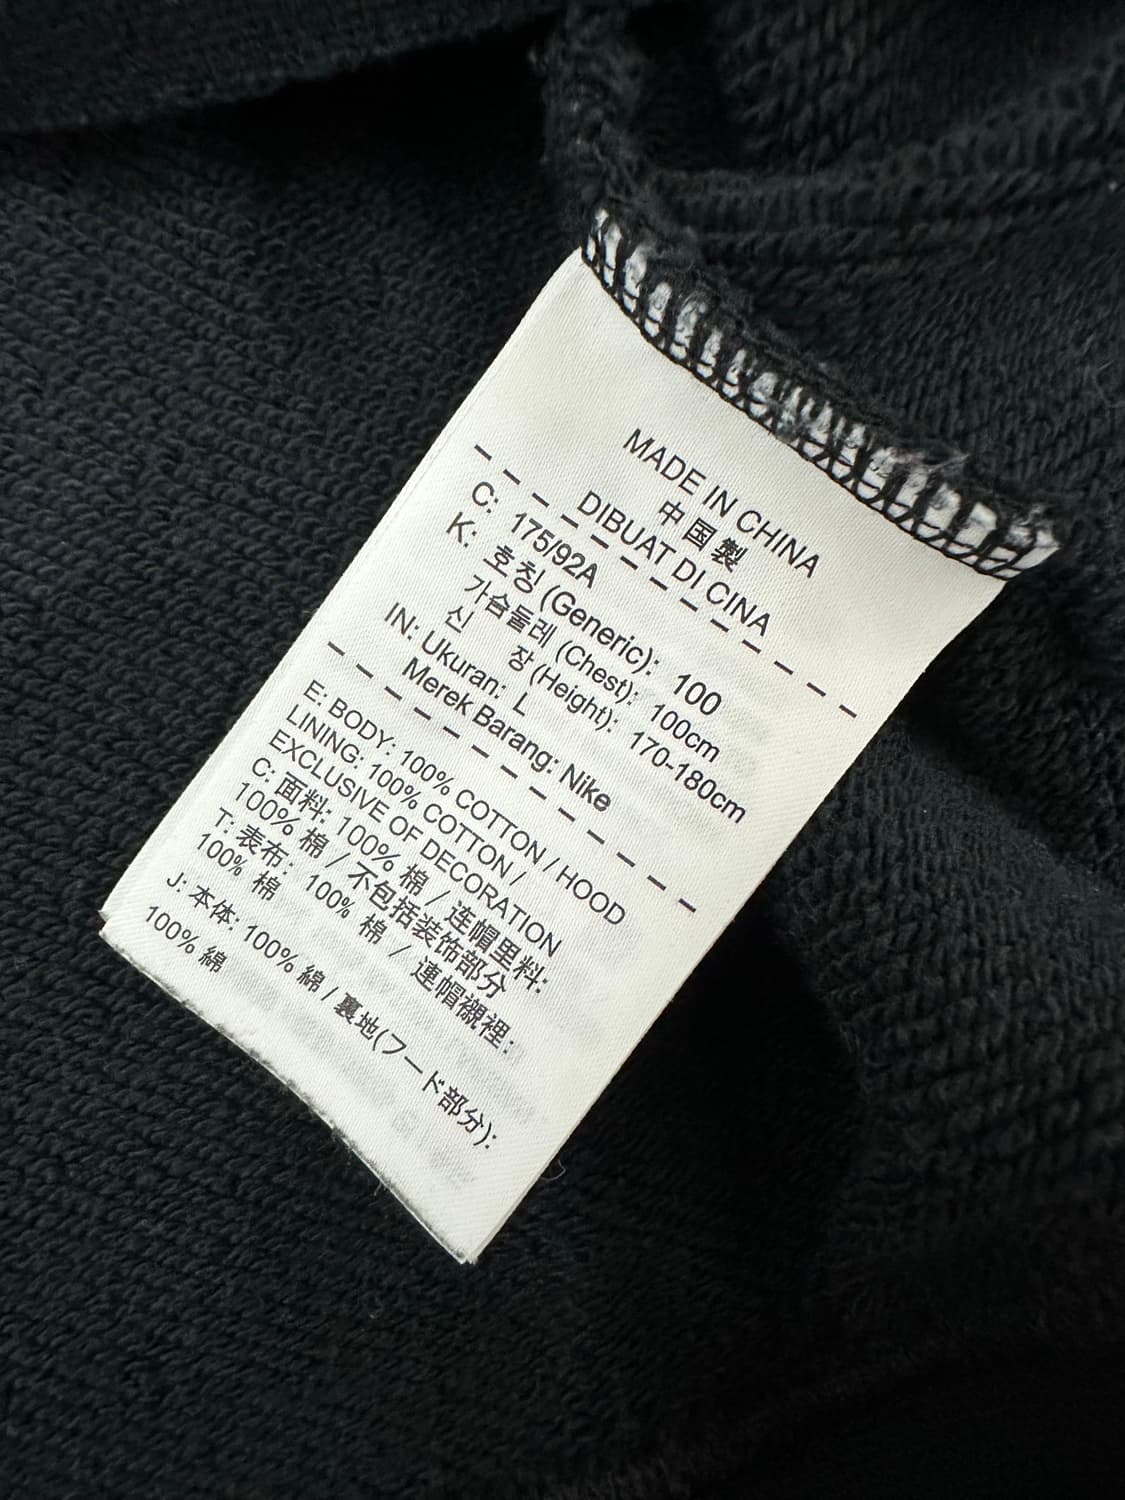 MADE IN CHINA
中国製
DIBUAT DI CINA
C: 175/92A
K: 호칭 (Generic): 100
가슴둘레 (Chest): 100cm
신 장 (Height): 170-180cm
IN: Ukuran: L
Merek Barang: Nike
E: BODY: 100% COTTON / HOOD
LINING: 100% COTTON /
EXCLUSIVE OF DECORATION
C: 面料: 100% 棉 / 连帽里料:
100% 棉 / 不包括装饰部分
T: 表布: 100% 棉 / 連帽襯裡:
100% 棉
J: 本体: 100% 綿 / 裏地(フード部分):
100% 綿